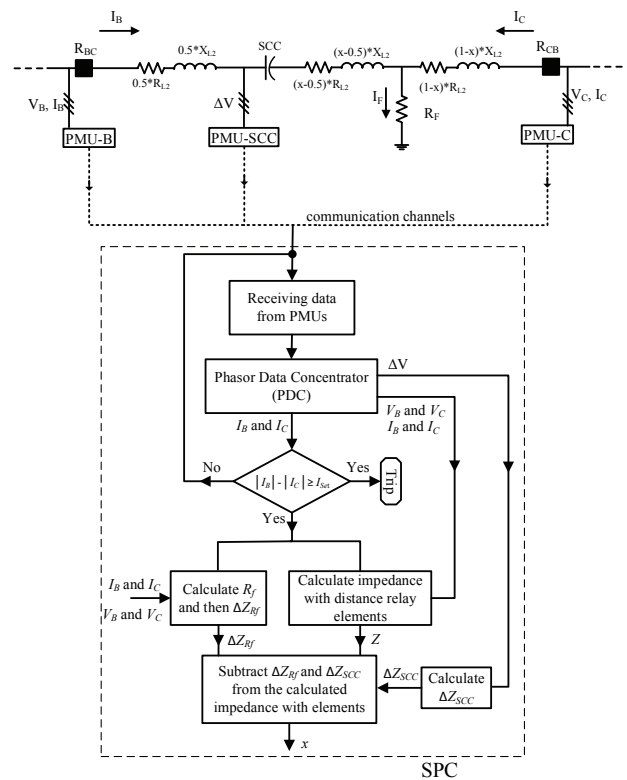 I_B
I_C
R_BC
0.5*X_L2
SCC
(x-0.5)*X_L2
(1-x)*X_L2
R_CB
0.5*R_L2
(x-0.5)*R_L2
(1-x)*R_L2
V_B, I_B
ΔV
I_F
R_F
V_C, I_C
PMU-B
PMU-SCC
PMU-C
communication channels
Receiving data
from PMUs
Phasor Data Concentrator
(PDC)
ΔV
V_B and V_C
I_B and I_C
I_B and I_C
No
|I_B| - |I_C| ≥ I_Set
Yes
Trip
Yes
I_B and I_C
V_B and V_C
Calculate R_f
and then ΔZ_Rf
Calculate impedance
with distance relay
elements
ΔZ_Rf
Z
Subtract ΔZ_Rf and ΔZ_SCC
from the calculated
impedance with elements
ΔZ_SCC
Calculate
ΔZ_SCC
x
SPC